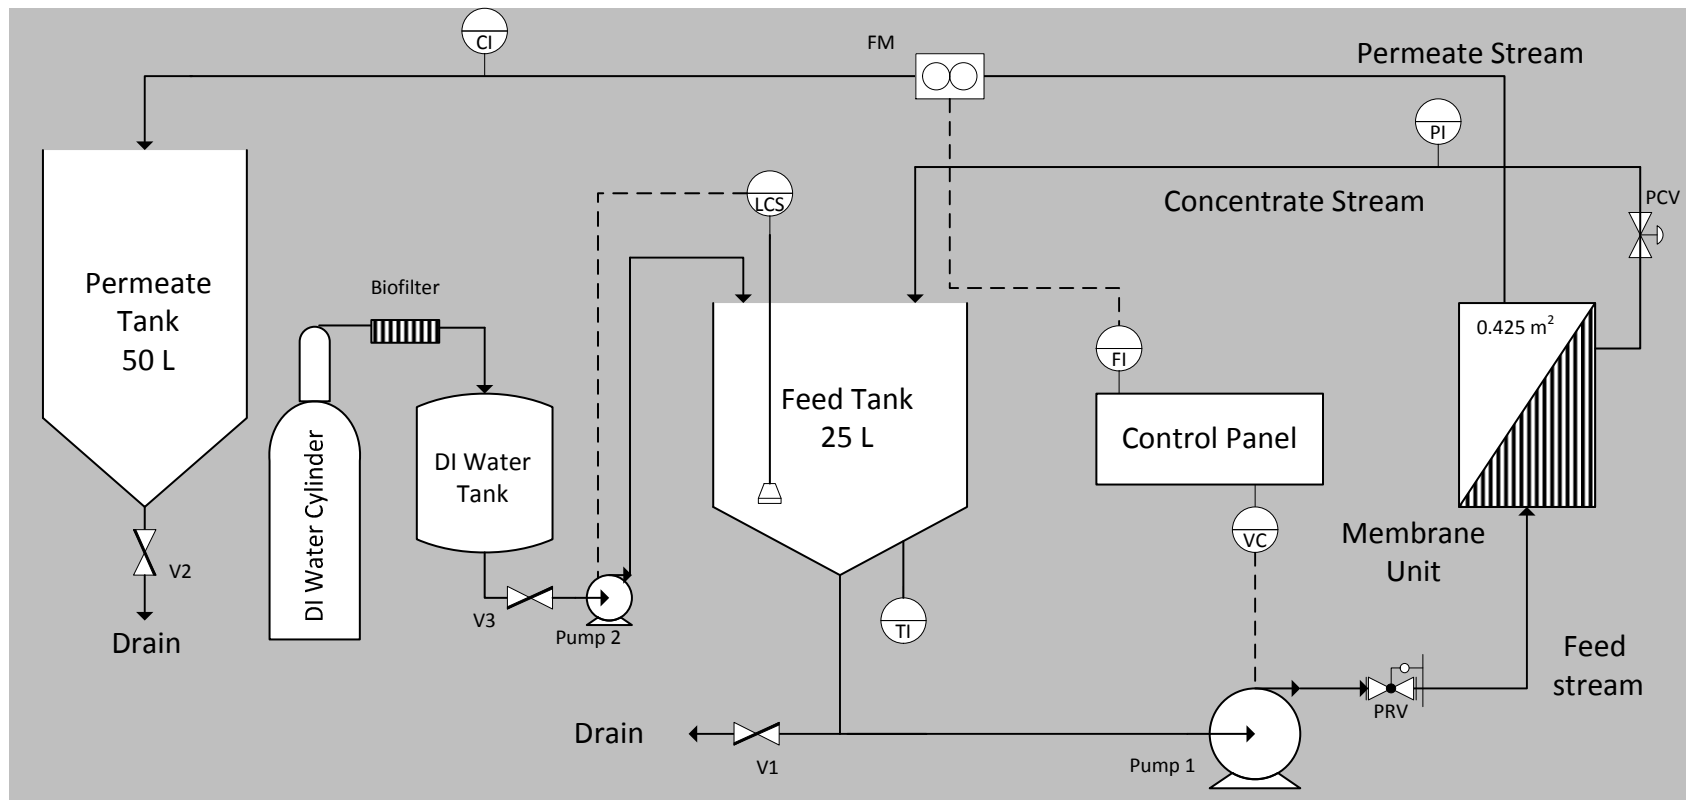 CI
FM
Permeate Stream
PI
LCS
Concentrate Stream
PCV
Permeate
Tank
50 L
Biofilter
0.425 m²
FI
Feed Tank
25 L
Control Panel
DI Water Cylinder
DI Water
Tank
VC
Membrane
Unit
V2
V3
Pump 2
TI
Drain
Feed
stream
PRV
Drain
V1
Pump 1